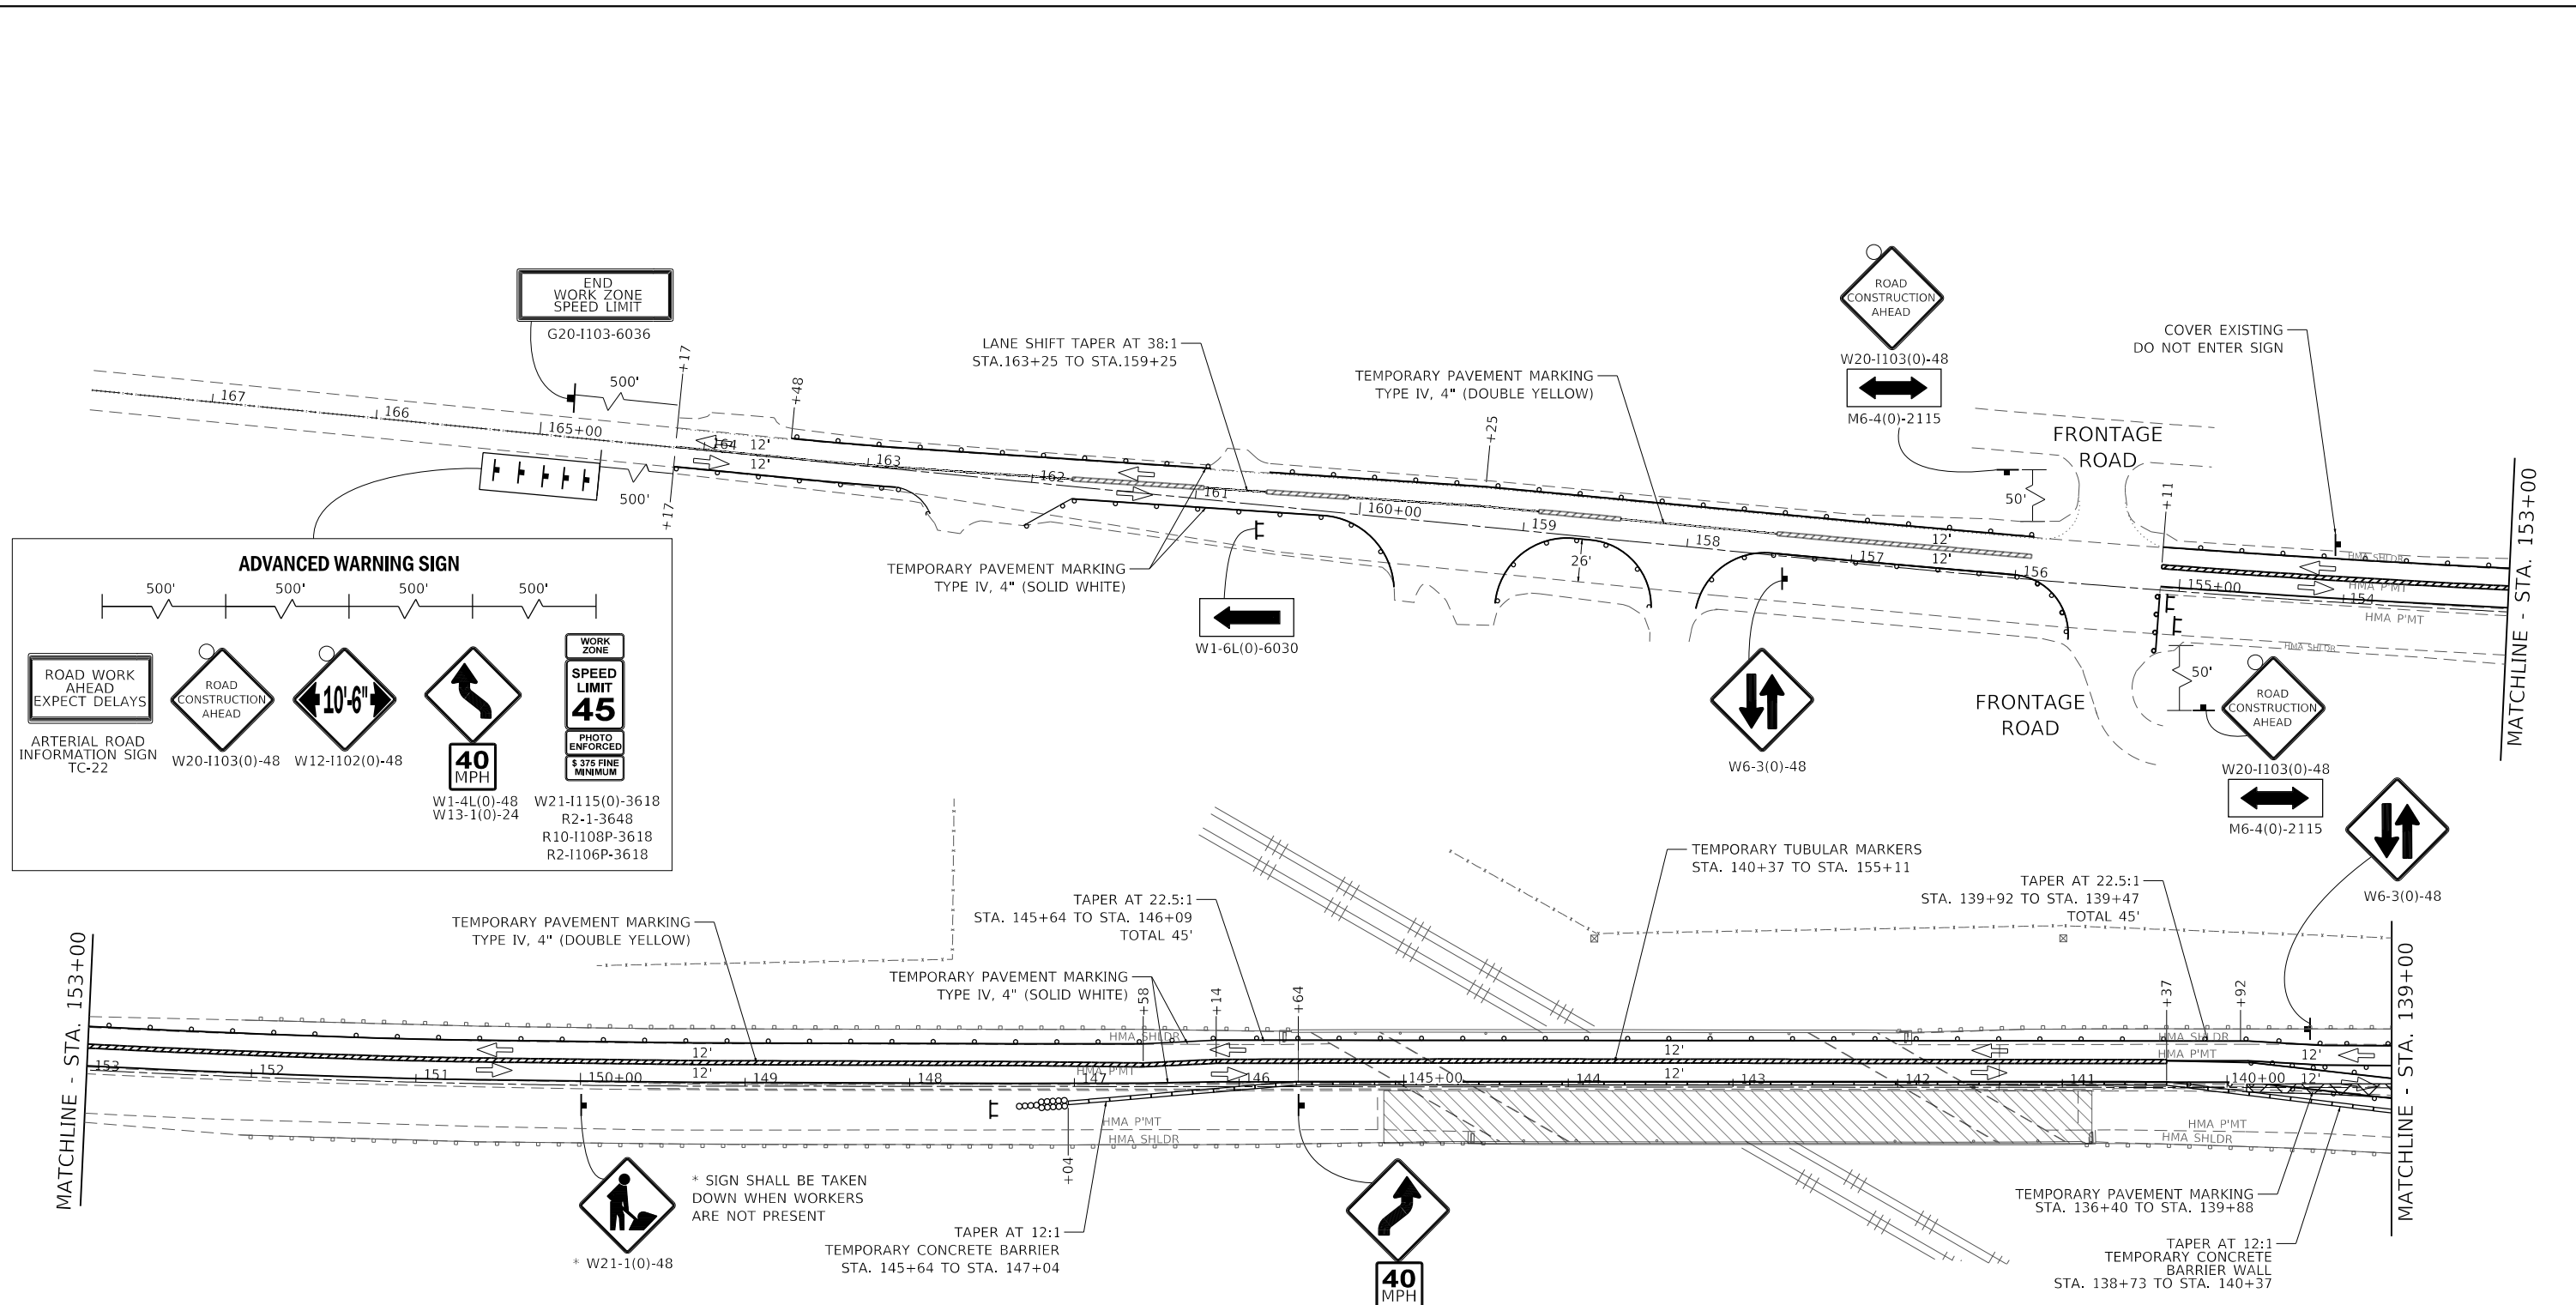 END
WORK ZONE
SPEED LIMIT
G20-I103-6036
500'
+17
+48
167
166
165+00
164
12'
12'
163
162
161
160+00
159
158
157
156
155+00
154
500'
+17
LANE SHIFT TAPER AT 38:1
STA.163+25 TO STA.159+25
TEMPORARY PAVEMENT MARKING
TYPE IV, 4" (DOUBLE YELLOW)
+25
ROAD
CONSTRUCTION
AHEAD
W20-I103(0)-48
M6-4(0)-2115
COVER EXISTING
DO NOT ENTER SIGN
FRONTAGE
ROAD
50'
+11
12'
12'
HMA SHLDR
HMA P'MT
HMA P'MT
HMA SHLDR
MATCHLINE - STA. 153+00
TEMPORARY PAVEMENT MARKING
TYPE IV, 4" (SOLID WHITE)
W1-6L(0)-6030
26'
W6-3(0)-48
FRONTAGE
ROAD
50'
ROAD
CONSTRUCTION
AHEAD
W20-I103(0)-48
M6-4(0)-2115
W6-3(0)-48
ADVANCED WARNING SIGN
500'
500'
500'
500'
ROAD WORK
AHEAD
EXPECT DELAYS
ARTERIAL ROAD
INFORMATION SIGN
TC-22
ROAD
CONSTRUCTION
AHEAD
W20-I103(0)-48
10'-6"
W12-I102(0)-48
40
MPH
W1-4L(0)-48
W13-1(0)-24
WORK
ZONE
SPEED
LIMIT
45
PHOTO
ENFORCED
$ 375 FINE
MINIMUM
W21-I115(0)-3618
R2-1-3648
R10-I108P-3618
R2-I106P-3618
MATCHLINE - STA. 153+00
TEMPORARY PAVEMENT MARKING
TYPE IV, 4" (DOUBLE YELLOW)
TAPER AT 22.5:1
STA. 145+64 TO STA. 146+09
TOTAL 45'
TEMPORARY PAVEMENT MARKING
TYPE IV, 4" (SOLID WHITE)
+58
+14
+64
TEMPORARY TUBULAR MARKERS
STA. 140+37 TO STA. 155+11
TAPER AT 22.5:1
STA. 139+92 TO STA. 139+47
TOTAL 45'
+37
+92
HMA SHLDR
HMA P'MT
HMA SHLDR
HMA P'MT
12'
12'
12'
12'
12'
12'
153
152
151
150+00
149
148
147
146
145+00
144
143
142
141
140+00
HMA P'MT
HMA SHLDR
HMA P'MT
HMA SHLDR
+04
* SIGN SHALL BE TAKEN
DOWN WHEN WORKERS
ARE NOT PRESENT
* W21-1(0)-48
TAPER AT 12:1
TEMPORARY CONCRETE BARRIER
STA. 145+64 TO STA. 147+04
40
MPH
TEMPORARY PAVEMENT MARKING
STA. 136+40 TO STA. 139+88
TAPER AT 12:1
TEMPORARY CONCRETE
BARRIER WALL
STA. 138+73 TO STA. 140+37
MATCHLINE - STA. 139+00